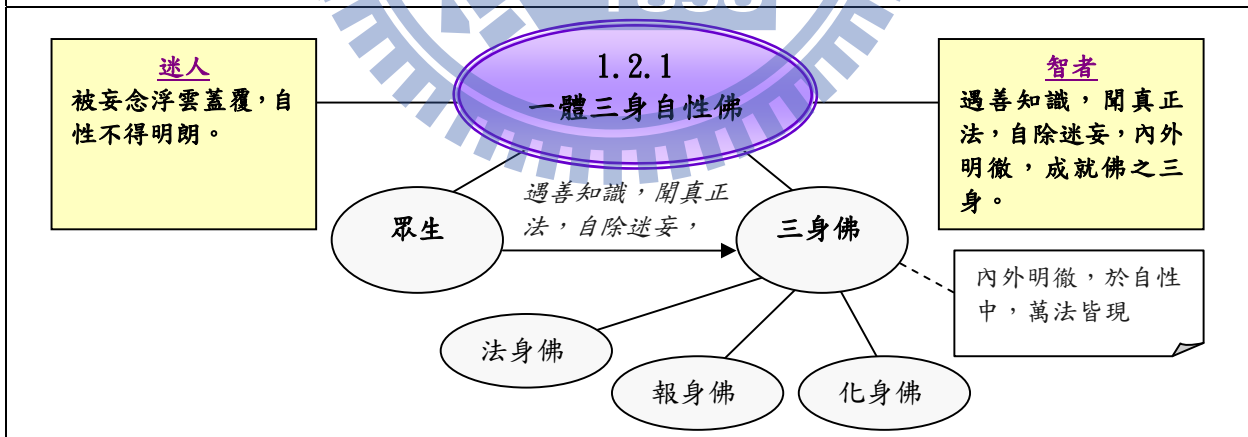 1896
迷人
被妄念浮雲蓋覆,自
性不得明朗。
1.2.1
一體三身自性佛
智者
遇善知識,聞真正
法,自除迷妄,內外
明徹,成就佛之三
身。
眾生
遇善知識,聞真正
法,自除迷妄,
三身佛
內外明徹,於自性
中,萬法皆現
法身佛
報身佛
化身佛